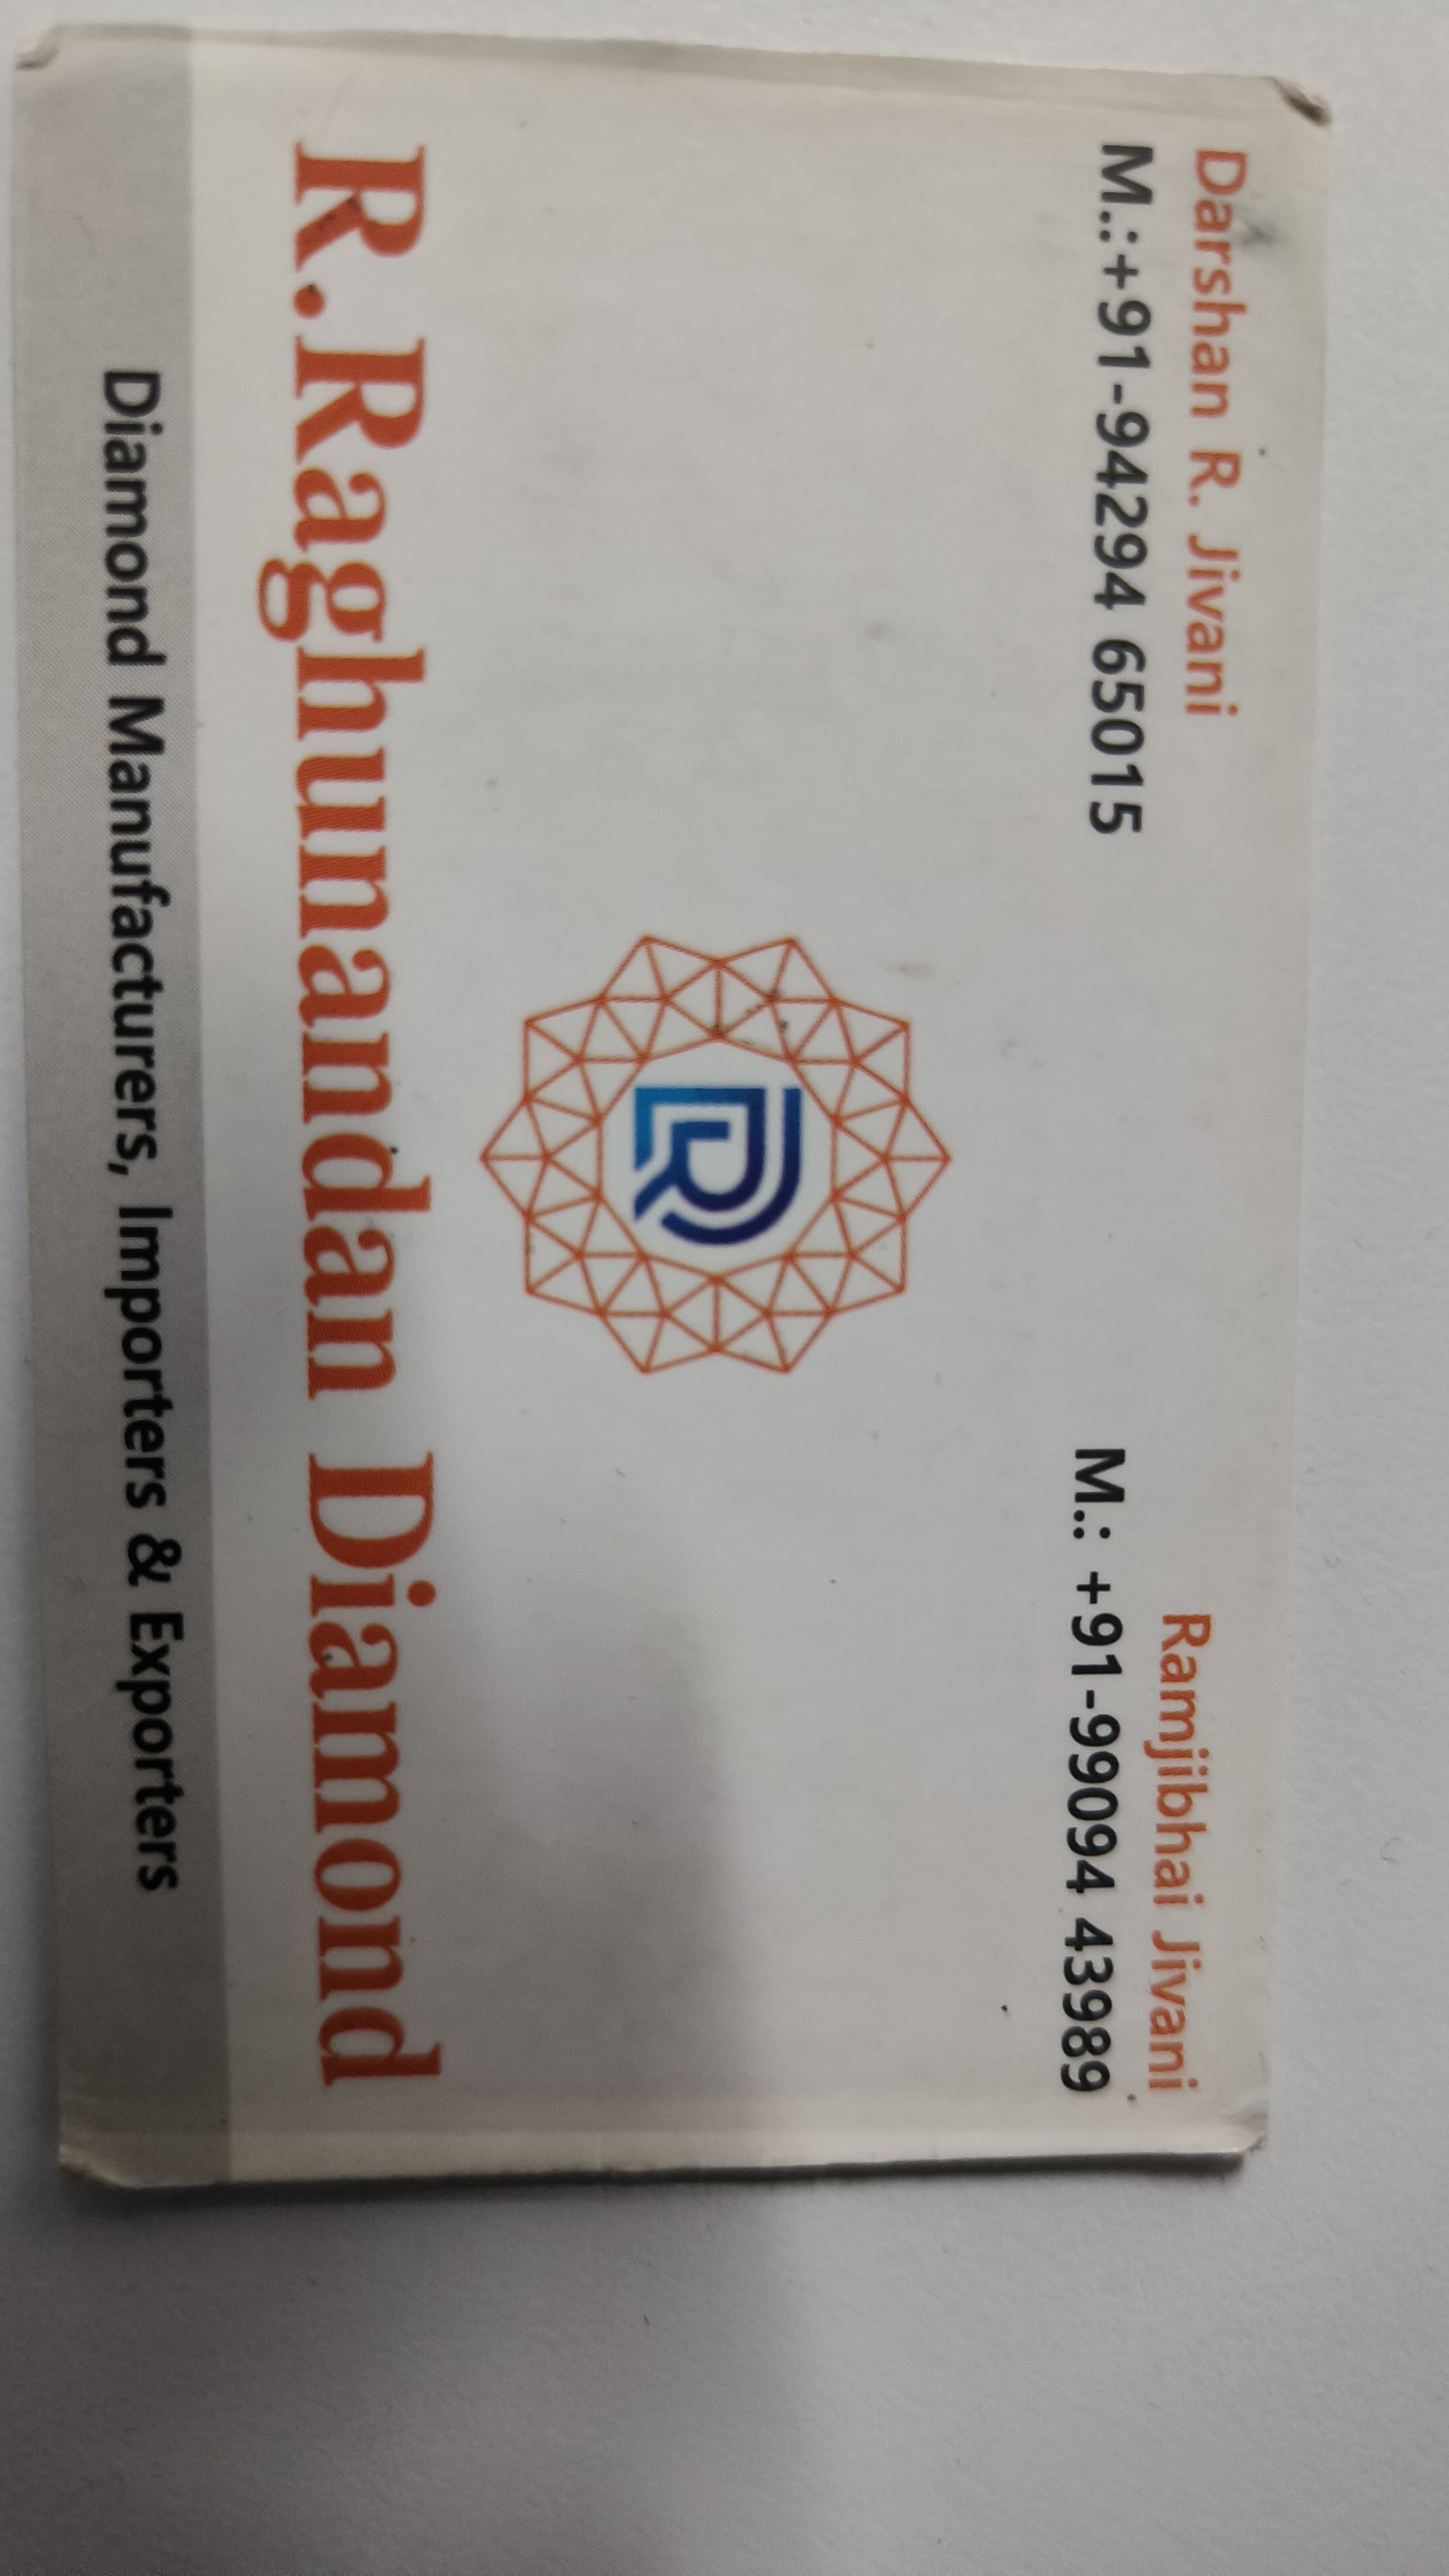 Darshan R. Jivani
M.:+91-94294 65015
Ramjibhai Jivani
M.: +91-99094 43989
R.Raghunandan Diamond
Diamond Manufacturers, Importers & Exporters